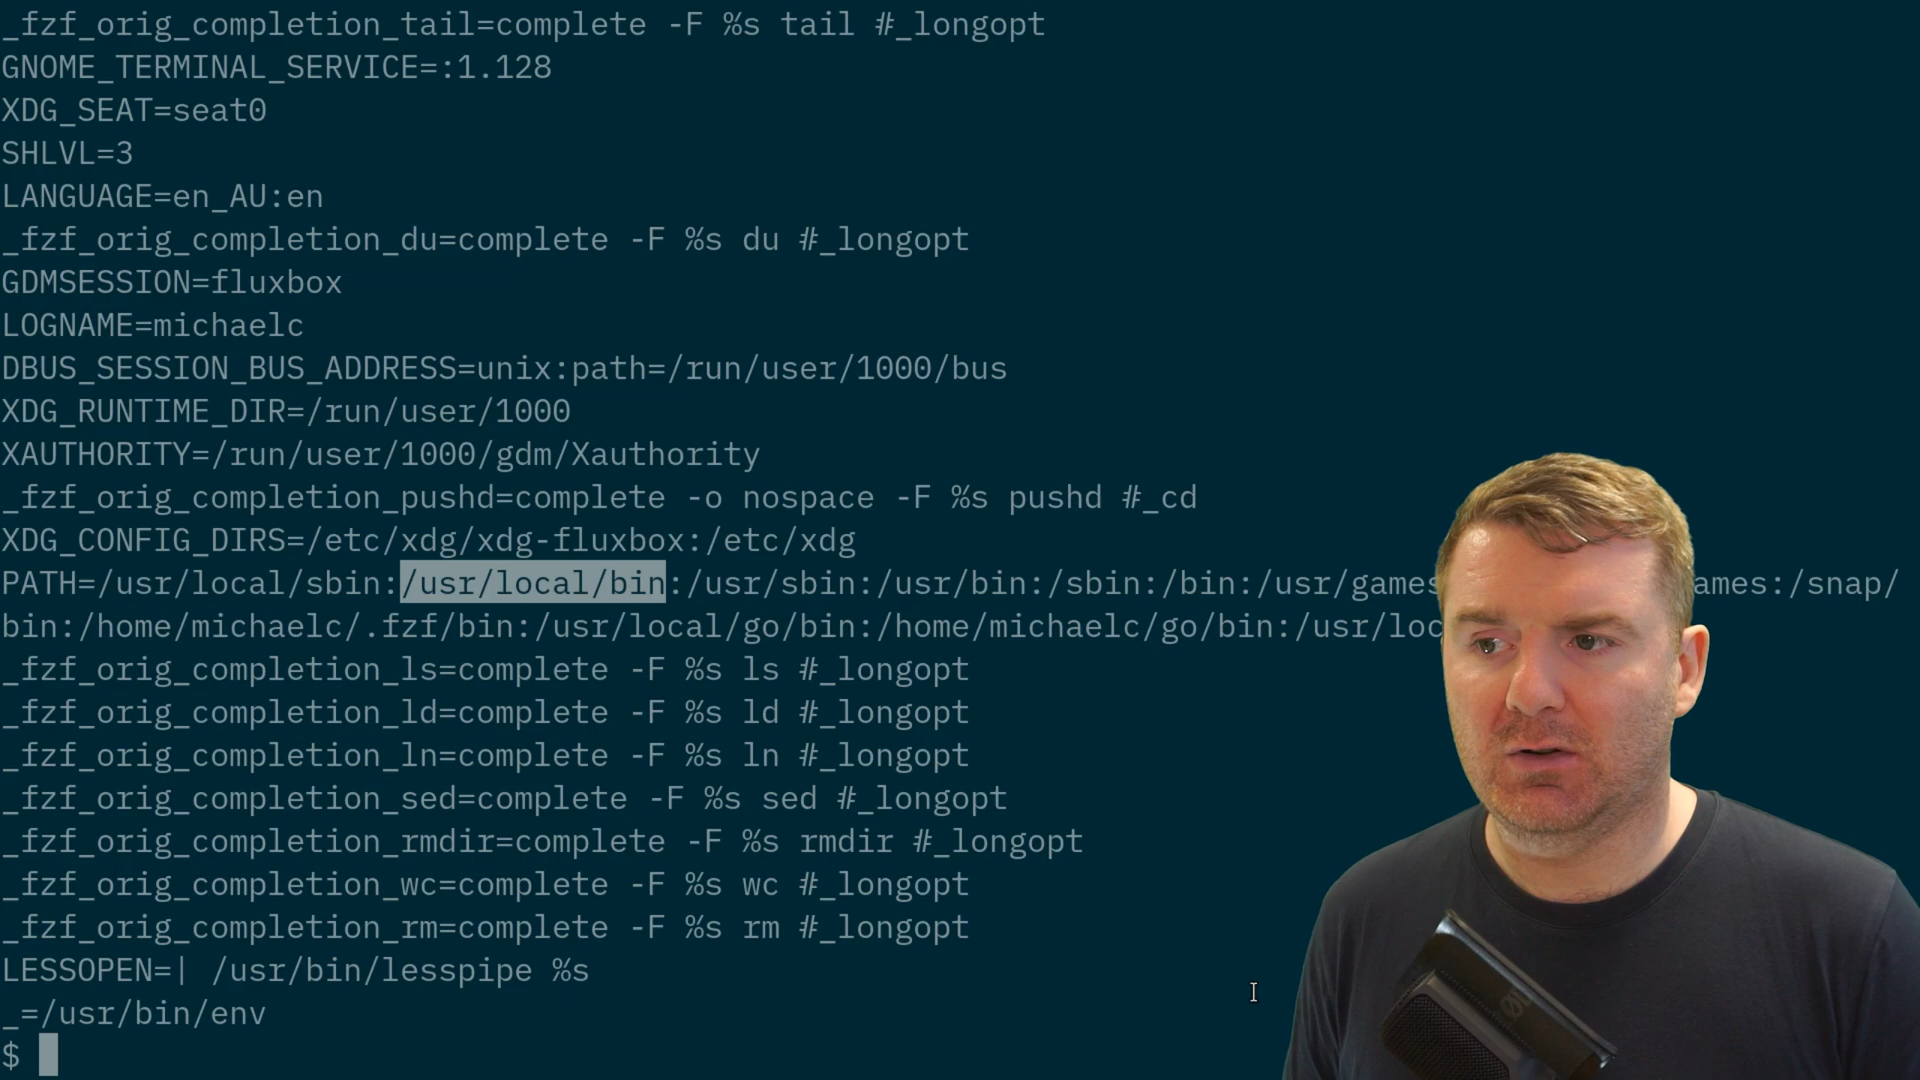 _fzf_orig_completion_tail=complete -F %s tail #_longopt
GNOME_TERMINAL_SERVICE=:1.128
XDG_SEAT=seat0
SHLVL=3
LANGUAGE=en_AU:en
_fzf_orig_completion_du=complete -F %s du #_longopt
GDMSESSION=fluxbox
LOGNAME=michaelc
DBUS_SESSION_BUS_ADDRESS=unix:path=/run/user/1000/bus
XDG_RUNTIME_DIR=/run/user/1000
XAUTHORITY=/run/user/1000/gdm/Xauthority
_fzf_orig_completion_pushd=complete -o nospace -F %s pushd #_cd
XDG_CONFIG_DIRS=/etc/xdg/xdg-fluxbox:/etc/xdg
PATH=/usr/local/sbin:/usr/local/bin:/usr/sbin:/usr/bin:/sbin:/bin:/usr/games ames:/snap/
bin:/home/michaelc/.fzf/bin:/usr/local/go/bin:/home/michaelc/go/bin:/usr/loc
_fzf_orig_completion_ls=complete -F %s ls #_longopt
_fzf_orig_completion_ld=complete -F %s ld #_longopt
_fzf_orig_completion_ln=complete -F %s ln #_longopt
_fzf_orig_completion_sed=complete -F %s sed #_longopt
_fzf_orig_completion_rmdir=complete -F %s rmdir #_longopt
_fzf_orig_completion_wc=complete -F %s wc #_longopt
_fzf_orig_completion_rm=complete -F %s rm #_longopt
LESSOPEN=| /usr/bin/lesspipe %s
_=/usr/bin/env
$